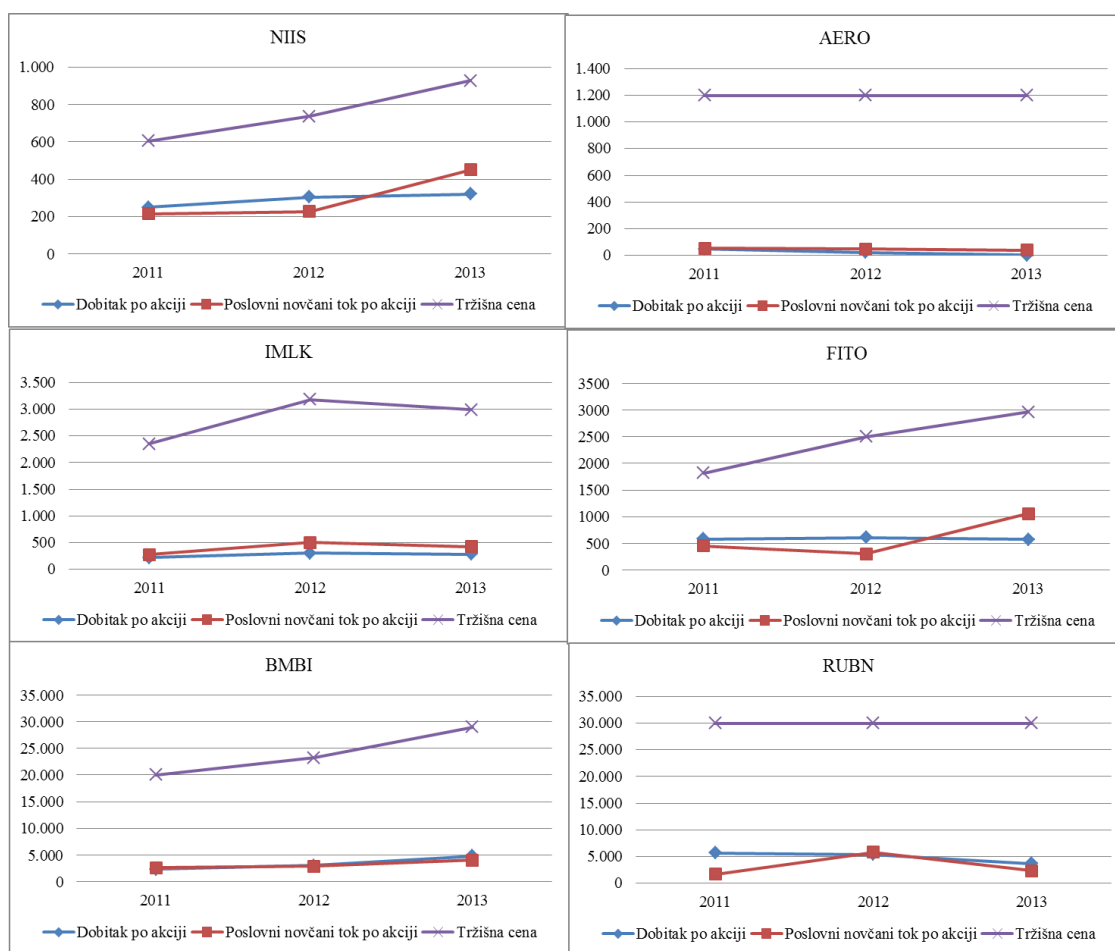 NIIS
1.000
800
600
400
200
0
2011 2012 2013
Dobitak po akciji Poslovni novčani tok po akciji Tržišna cena
AERO
1.400
1.200
1.000
800
600
400
200
0
2011 2012 2013
Dobitak po akciji Poslovni novčani tok po akciji Tržišna cena
IMLK
3.500
3.000
2.500
2.000
1.500
1.000
500
0
2011 2012 2013
Dobitak po akciji Poslovni novčani tok po akciji Tržišna cena
FITO
3500
3000
2500
2000
1500
1000
500
0
2011 2012 2013
Dobitak po akciji Poslovni novčani tok po akciji Tržišna cena
BMBI
35.000
30.000
25.000
20.000
15.000
10.000
5.000
0
2011 2012 2013
Dobitak po akciji Poslovni novčani tok po akciji Tržišna cena
RUBN
35.000
30.000
25.000
20.000
15.000
10.000
5.000
0
2011 2012 2013
Dobitak po akciji Poslovni novčani tok po akciji Tržišna cena